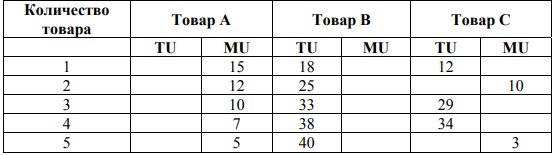 Количество товара Товар А Товар В Товар С
TU MU TU MU TU MU
1 15 18 12
2 12 25 10
3 10 33 29
4 7 38 34
5 5 40 3